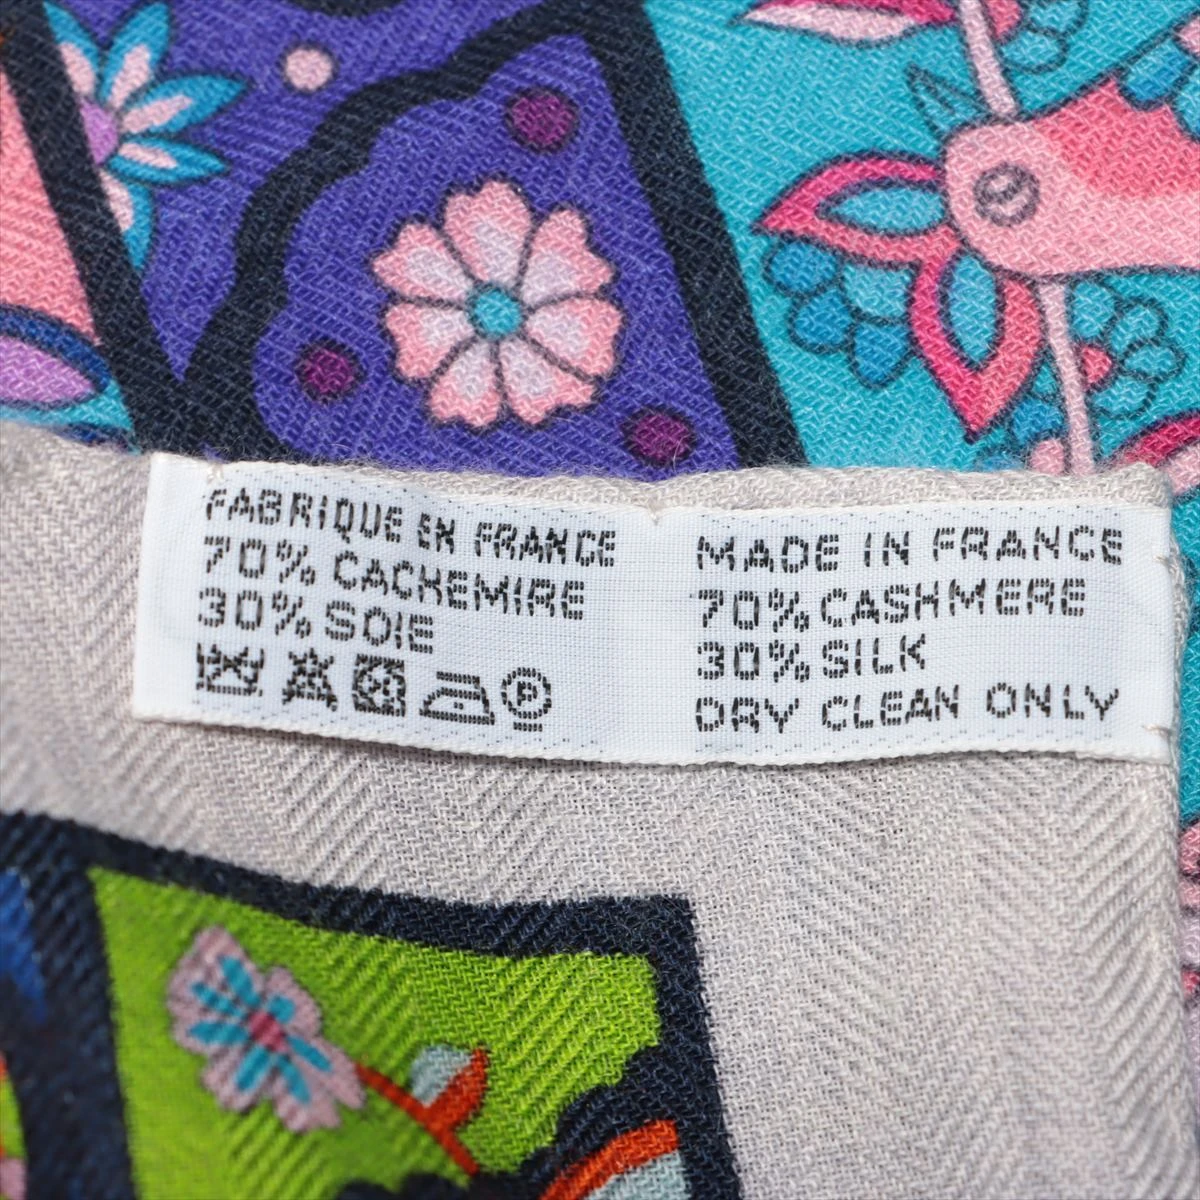 FABRIQUE EN FRANCE
70% CACHEMIRE
30% SOIE
P
MADE IN FRANCE
70% CASHMERE
30% SILK
DRY CLEAN ONLY